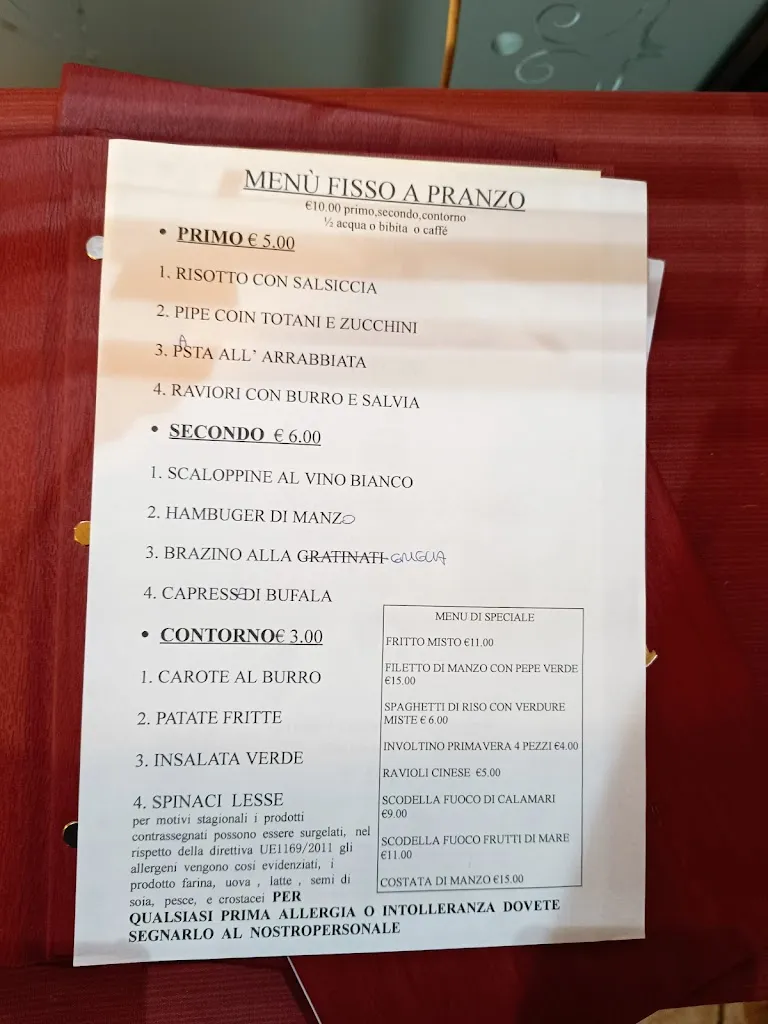 MENÙ FISSO A PRANZO
€10.00 primo,secondo,contorno
½ acqua o bibita o caffè
• PRIMO € 5.00
1. RISOTTO CON SALSICCIA
2. PIPE COIN TOTANI E ZUCCHINI
3. PASTA ALL' ARRABBIATA
4. RAVIORI CON BURRO E SALVIA
• SECONDO € 6.00
1. SCALOPPINE AL VINO BIANCO
2. HAMBUGER DI MANZO
3. BRAZINO ALLA GRATINATI GRIGLIA
4. CAPRESE DI BUFALA
• CONTORNO€ 3.00
1. CAROTE AL BURRO
2. PATATE FRITTE
3. INSALATA VERDE
4. SPINACI LESSE
per motivi stagionali i prodotti
contrassegnati possono essere surgelati, nel
rispetto della direttiva UE1169/2011 gli
allergeni vengono cosi evidenziati, i
prodotto farina, uova , latte , semi di
soia, pesce, e crostacei PER
QUALSIASI PRIMA ALLERGIA O INTOLLERANZA DOVETE
SEGNARLO AL NOSTROPERSONALE
MENU DI SPECIALE
FRITTO MISTO €11.00
FILETTO DI MANZO CON PEPE VERDE
€15.00
SPAGHETTI DI RISO CON VERDURE
MISTE € 6.00
INVOLTINO PRIMAVERA 4 PEZZI €4.00
RAVIOLI CINESE €5.00
SCODELLA FUOCO DI CALAMARI
€9.00
SCODELLA FUOCO FRUTTI DI MARE
€11.00
COSTATA DI MANZO €15.00